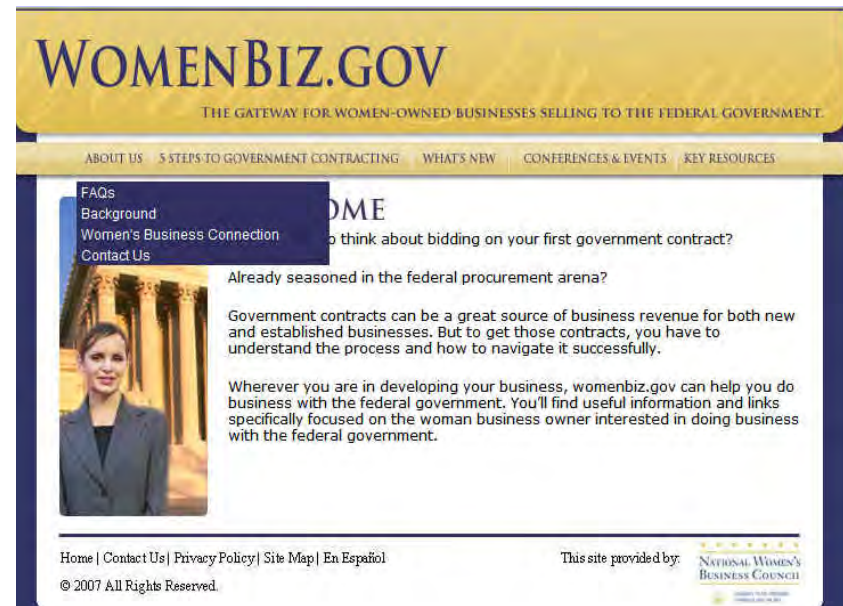 WOMENBIZ.GOV
THE GATEWAY FOR WOMEN-OWNED BUSINESSES SELLING TO THE FEDERAL GOVERNMENT.
ABOUT US 5 STEPS TO GOVERNMENT CONTRACTING WHAT'S NEW CONFERENCES & EVENTS KEY RESOURCES
FAQs
Background
Women's Business Connection
Contact Us
OME
o think about bidding on your first government contract?
Already seasoned in the federal procurement arena?
Government contracts can be a great source of business revenue for both new
and established businesses. But to get those contracts, you have to
understand the process and how to navigate it successfully.
Wherever you are in developing your business, womenbiz.gov can help you do
business with the federal government. You'll find useful information and links
specifically focused on the woman business owner interested in doing business
with the federal government.
Home | Contact Us | Privacy Policy | Site Map | En Español
This site provided by:
NATIONAL WOMEN'S
BUSINESS COUNCIL
© 2007 All Rights Reserved.